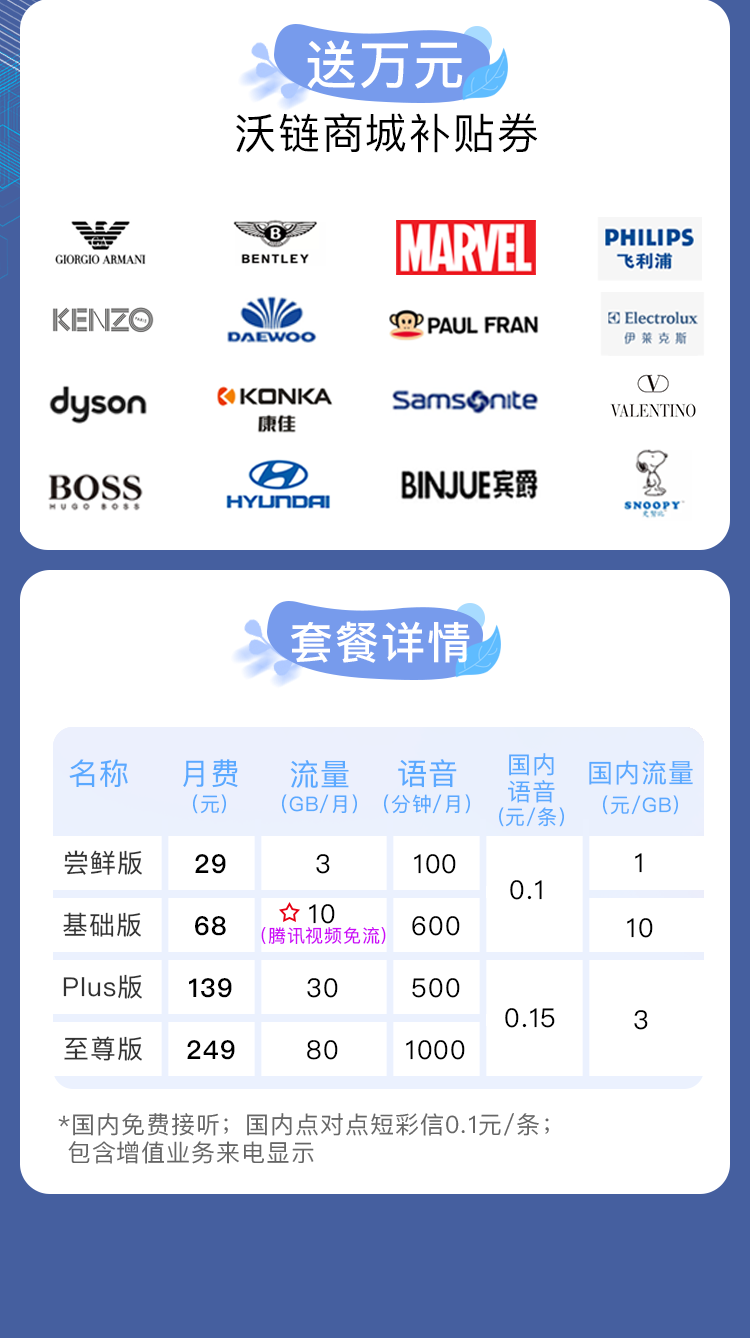 送万元
沃链商城补贴券
GIORGIO ARMANI
B
BENTLEY
MARVEL
PHILIPS
飞利浦
KENZO
PARIS
DAEWOO
PAUL FRAN
Electrolux
伊莱克斯
dyson
KONKA
康佳
Samsonite
V
VALENTINO
BOSS
HUGO BOSS
HYUNDAI
BINJUE宾爵
SNOOPY
套餐详情
名称 月费 流量 语音 国内语音 国内流量
(元) (GB/月) (分钟/月) (元/条) (元/GB)
尝鲜版 29 3 100 0.1 1
基础版 68 ☆ 10 600 10
(腾讯视频免流)
Plus版 139 30 500 0.15 3
至尊版 249 80 1000
*国内免费接听；国内点对点短彩信0.1元/条；
包含增值业务来电显示